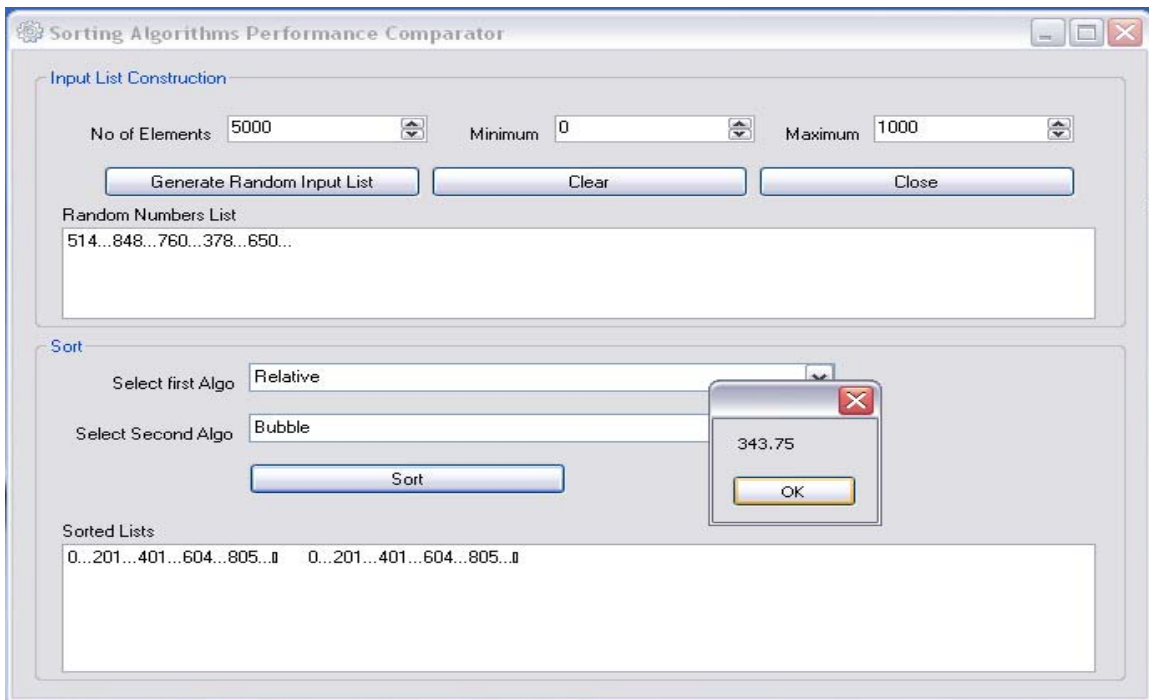 Sorting Algorithms Performance Comparator
Input List Construction
No of Elements 5000 Minimum 0 Maximum 1000
Generate Random Input List Clear Close
Random Numbers List
514...848...760...378...650...
Sort
Select first Algo Relative
Select Second Algo Bubble
343.75
Sort
OK
Sorted Lists
0...201...401...604...805...▯ 0...201...401...604...805...▯